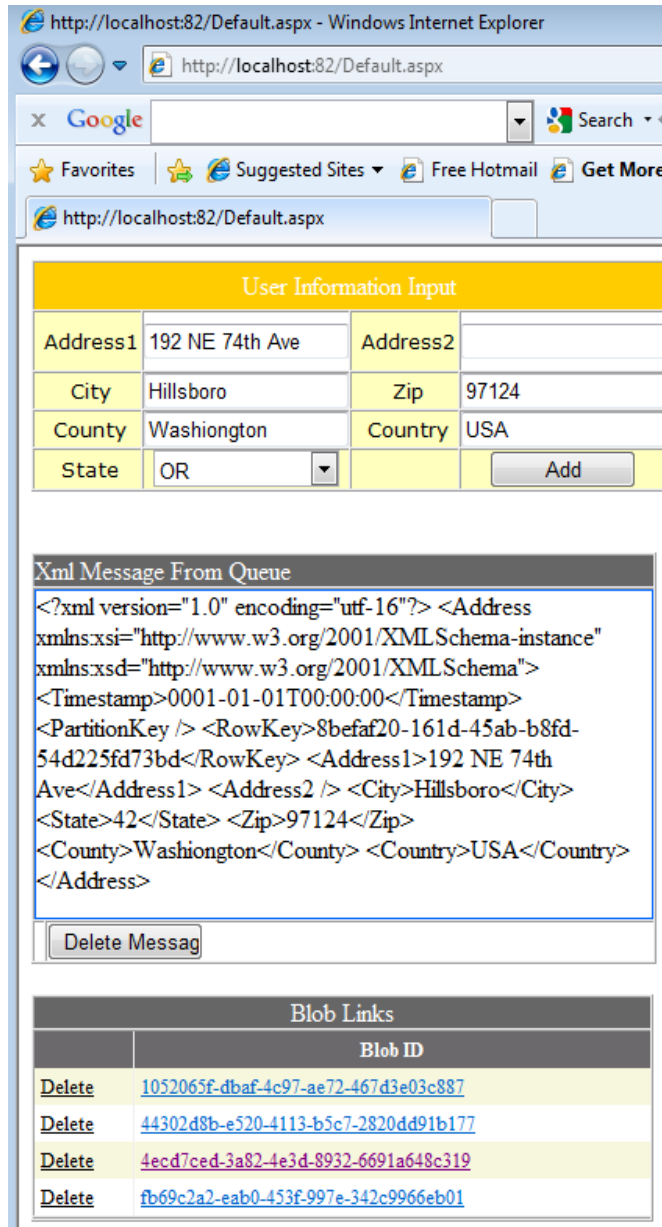 http://localhost:82/Default.aspx - Windows Internet Explorer
http://localhost:82/Default.aspx
x Google Search
Favorites Suggested Sites Free Hotmail Get More
http://localhost:82/Default.aspx
User Information Input
Address1 192 NE 74th Ave Address2
City Hillsboro Zip 97124
County Washiongton Country USA
State OR Add
Xml Message From Queue
<?xml version="1.0" encoding="utf-16"?> <Address
xmlns:xsi="http://www.w3.org/2001/XMLSchema-instance"
xmlns:xsd="http://www.w3.org/2001/XMLSchema">
<Timestamp>0001-01-01T00:00:00</Timestamp>
<PartitionKey /> <RowKey>8befaf20-161d-45ab-b8fd-
54d225fd73bd</RowKey> <Address1>192 NE 74th
Ave</Address1> <Address2 /> <City>Hillsboro</City>
<State>42</State> <Zip>97124</Zip>
<County>Washiongton</County> <Country>USA</Country>
</Address>
Delete Messag
Blob Links
Blob ID
Delete 1052065f-dbaf-4c97-ae72-467d3e03c887
Delete 44302d8b-e520-4113-b5c7-2820dd91b177
Delete 4ecd7ced-3a82-4e3d-8932-6691a648c319
Delete fb69c2a2-eab0-453f-997e-342c9966eb01